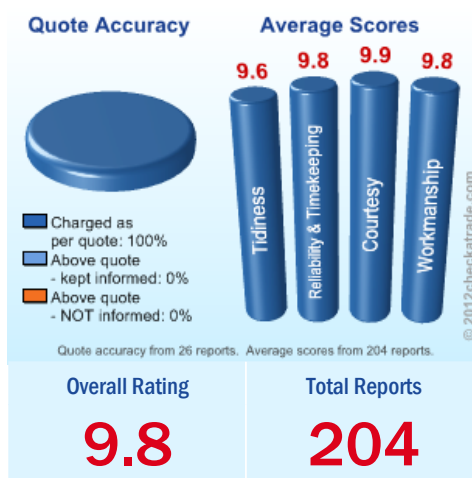 Quote Accuracy
Charged as
per quote: 100%
Above quote
- kept informed: 0%
Above quote
- NOT informed: 0%
Average Scores
9.6
9.8
9.9
9.8
Tidiness
Reliability & Timekeeping
Courtesy
Workmanship
© 2012checkatrade.com
Quote accuracy from 26 reports. Average scores from 204 reports.
Overall Rating
9.8
Total Reports
204